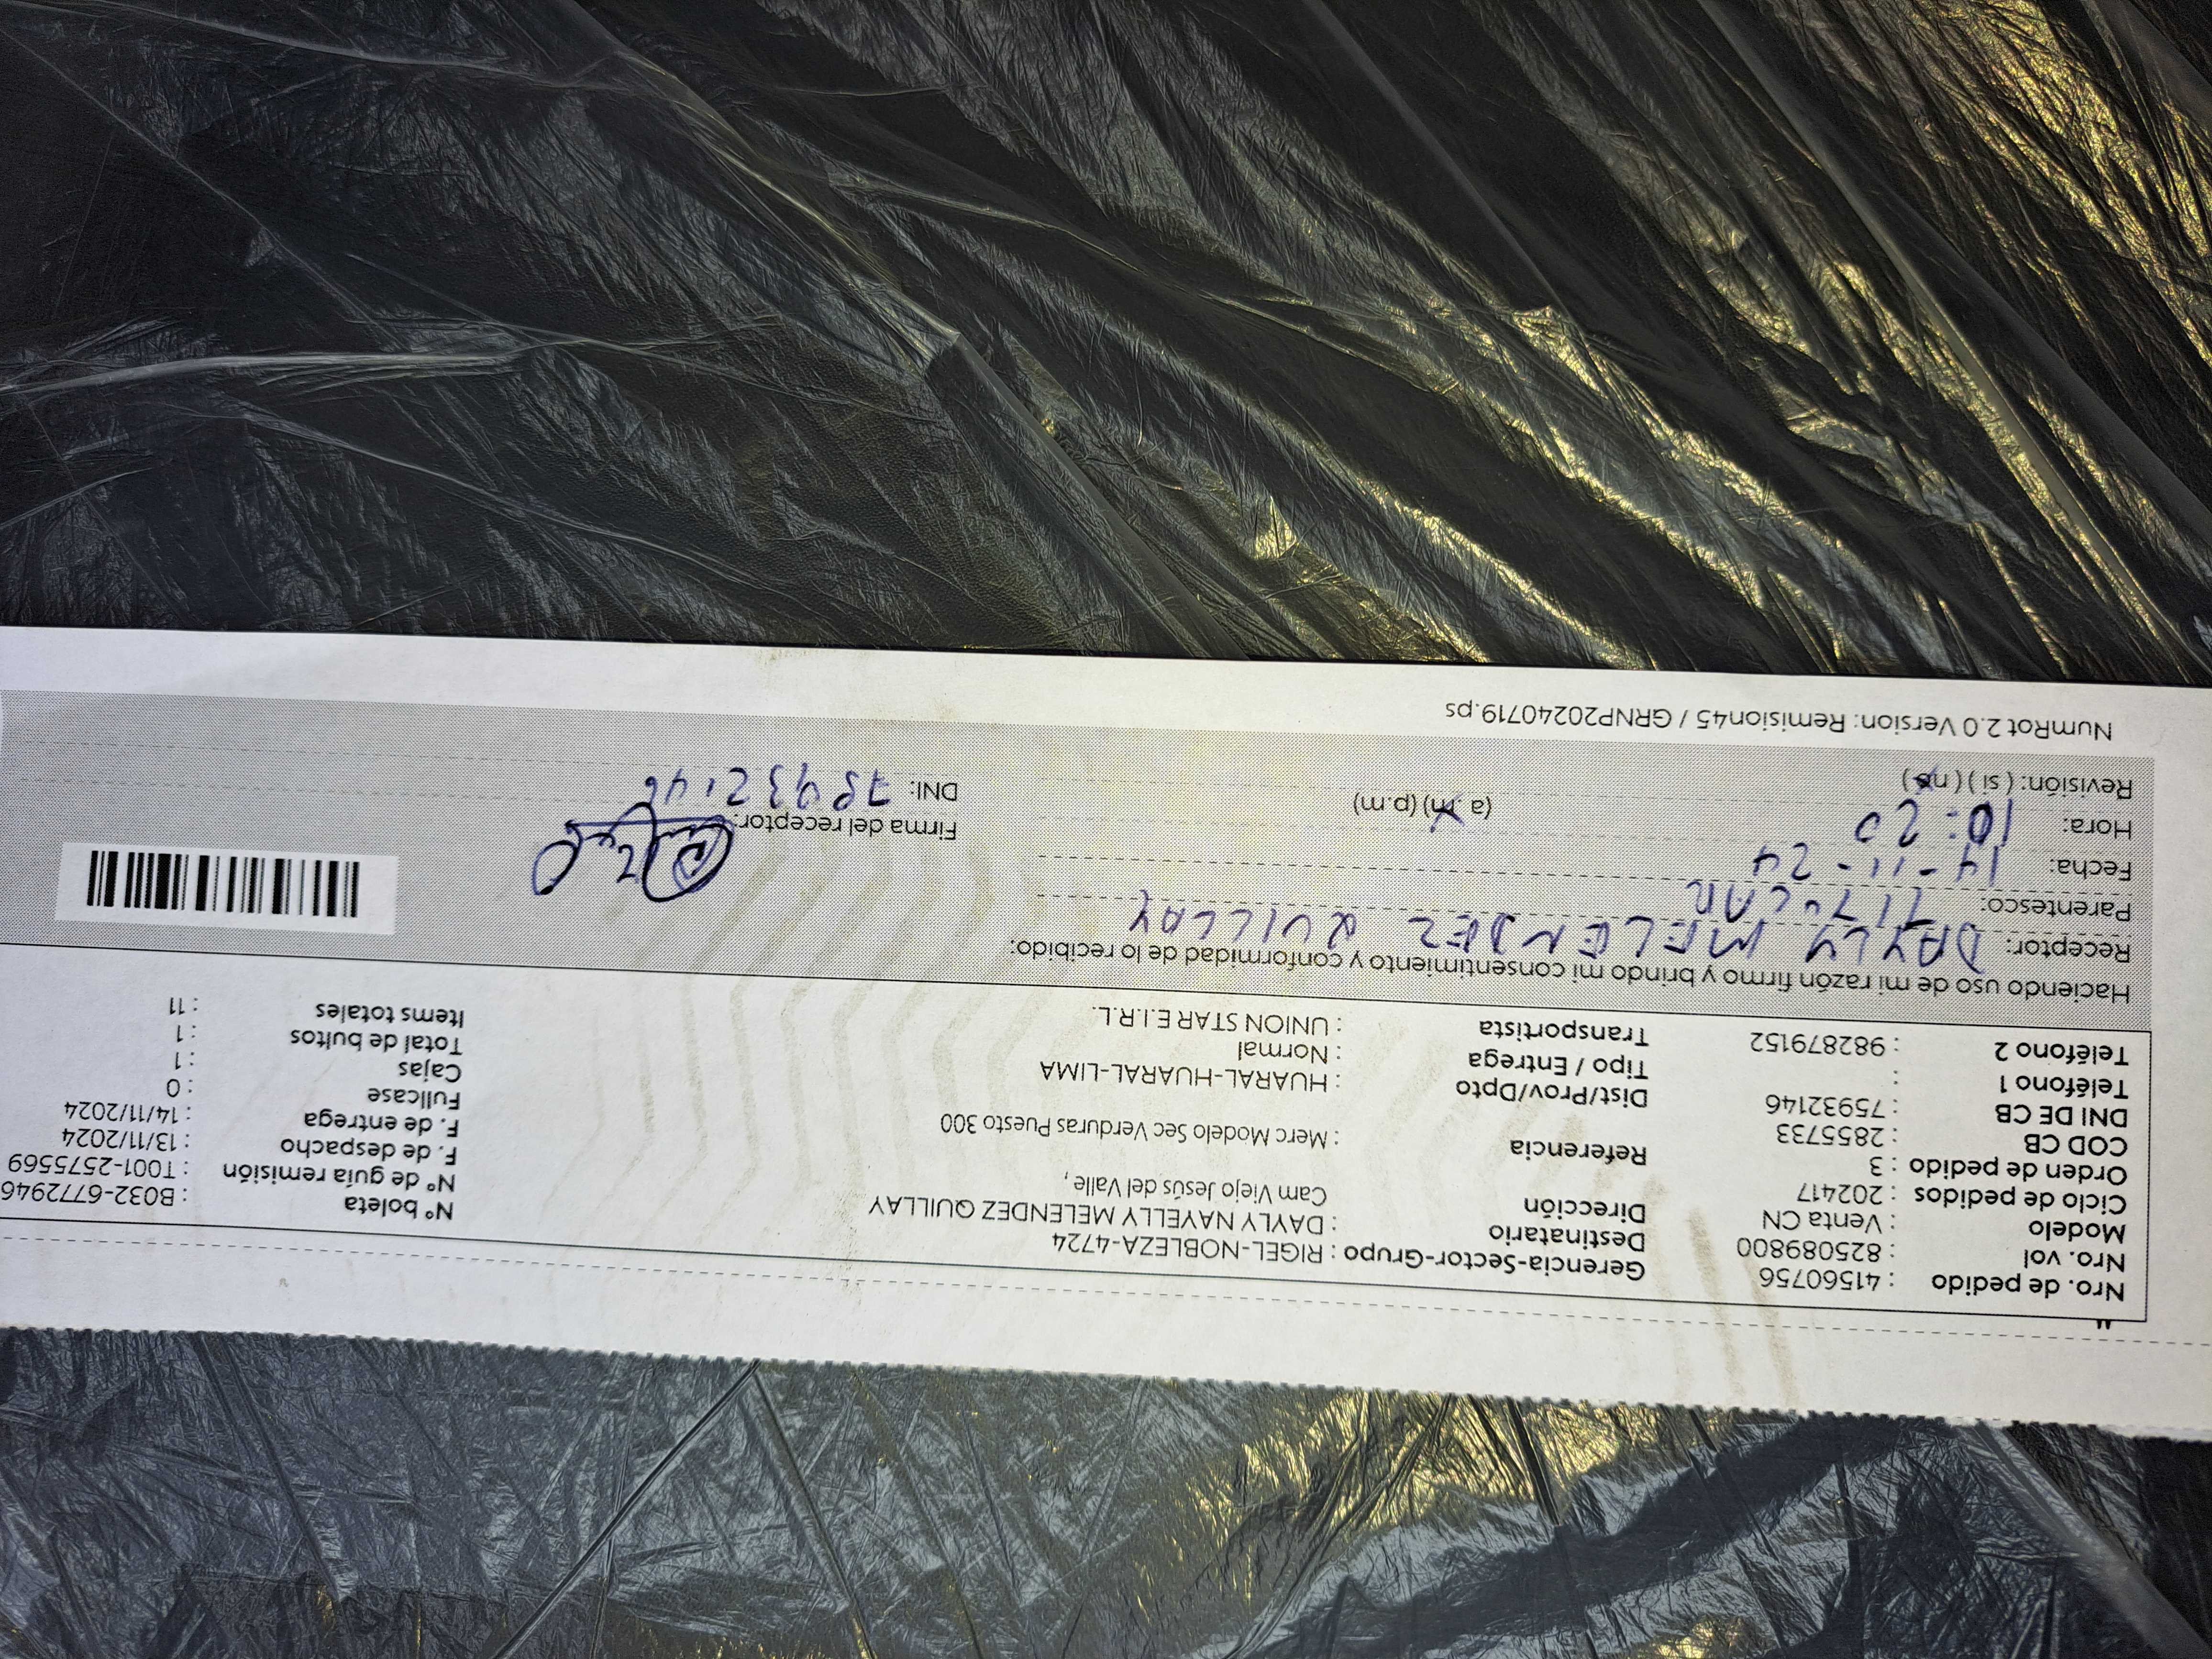 Nro. de pedido : 41560756
Nro. vol : 825089800
Modelo : Venta CN
Ciclo de pedidos : 202417
Orden de pedido : 3
COD CB : 2855733
DNI DE CB : 75932146
Teléfono 1 :
Teléfono 2 : 982879152
Gerencia-Sector-Grupo : RIGEL-NOBLEZA-4724
Destinatario : DAYLY NAYELLY MELENDEZ QUILLAY
Dirección Cam Viejo Jesús del Valle ,
Referencia : Merc Modelo Sec Verduras Puesto 300
Dist/Prov/Dpto : HUARAL-HUARAL-LIMA
Tipo / Entrega : Normal
Transportista : UNION STAR E.I.R.L.
N° boleta : B032-6772946
N° de guía remisión : T001-2575569
F. de despacho : 13/11/2024
F. de entrega : 14/11/2024
Fullcase : 0
Cajas : 1
Total de bultos : 1
Items totales : 11
Haciendo uso de mi razón firmo y brindo mi consentimiento y conformidad de lo recibido:
Receptor: DAYLY MELENDEZ QUILLAY
Parentesco: TITULAR
Fecha: 14-11-24
Hora: 10:20 (a.m) (p.m)
Revisión: ( si ) ( no )
Firma del receptor:
DNI: 75932146
NumRot 2.0 Version: Remision45 / GRNP20240719.ps